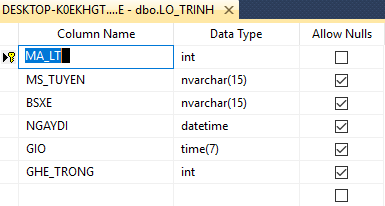 DESKTOP-K0EKHGT....E - dbo.LO_TRINH
Column Name Data Type Allow Nulls
MA_LT int
MS_TUYEN nvarchar(15)
BSXE nvarchar(15)
NGAYDI datetime
GIO time(7)
GHE_TRONG int